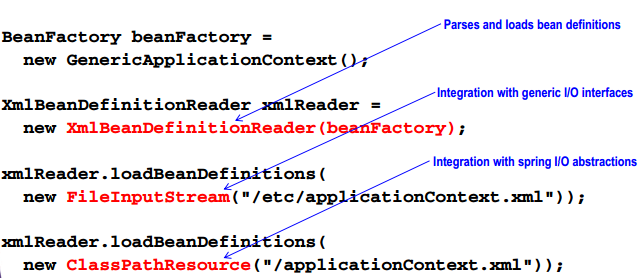 Parses and loads bean definitions
BeanFactory beanFactory =
new GenericApplicationContext();
Integration with generic I/O interfaces
XmlBeanDefinitionReader xmlReader =
new XmlBeanDefinitionReader(beanFactory);
Integration with spring I/O abstractions
xmlReader.loadBeanDefinitions(
new FileInputStream("/etc/applicationContext.xml"));
xmlReader.loadBeanDefinitions(
new ClassPathResource("/applicationContext.xml"));